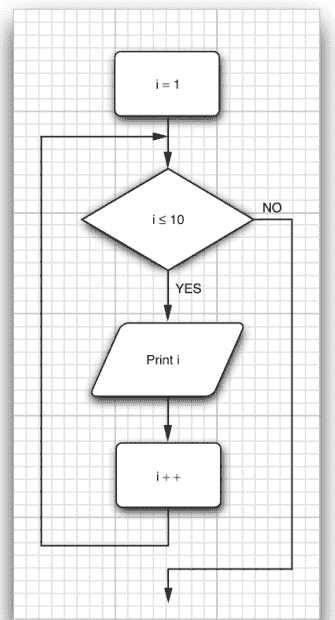 i = 1
i ≤ 10
NO
YES
Print i
i + +